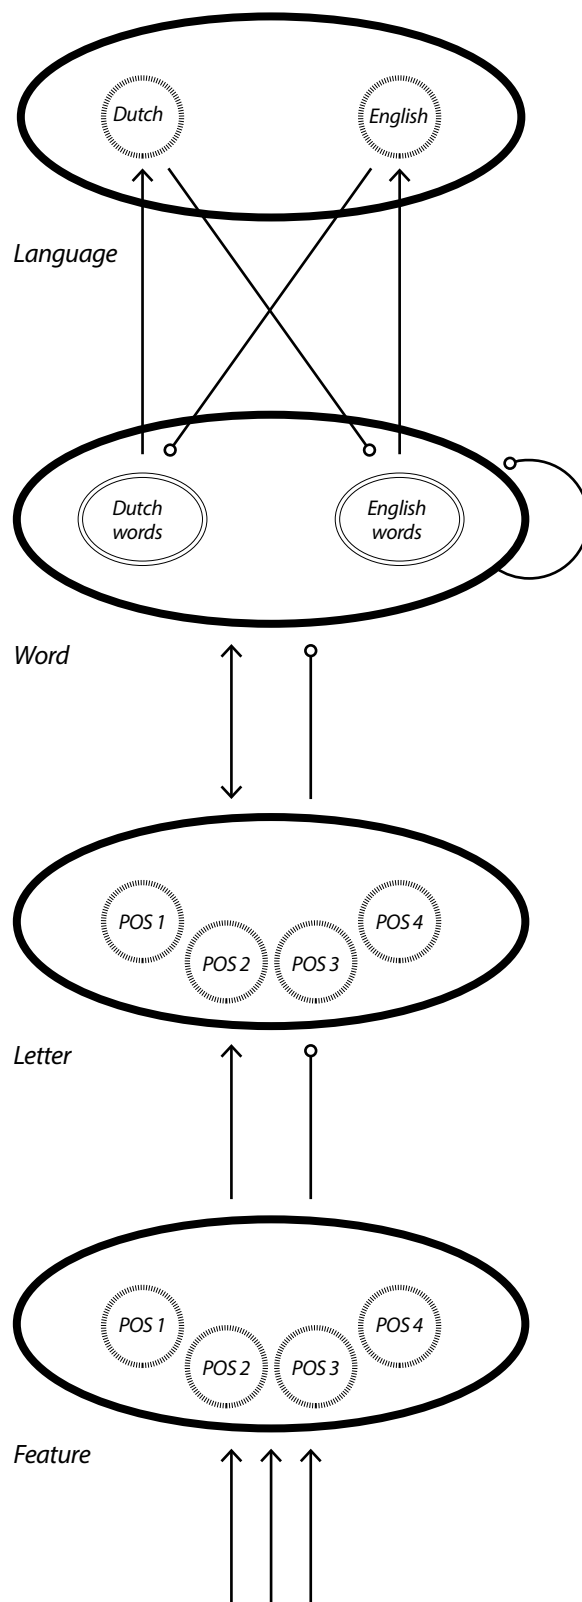 Dutch
English
Language
Dutch
words
English
words
Word
POS 1
POS 2
POS 3
POS 4
Letter
POS 1
POS 2
POS 3
POS 4
Feature